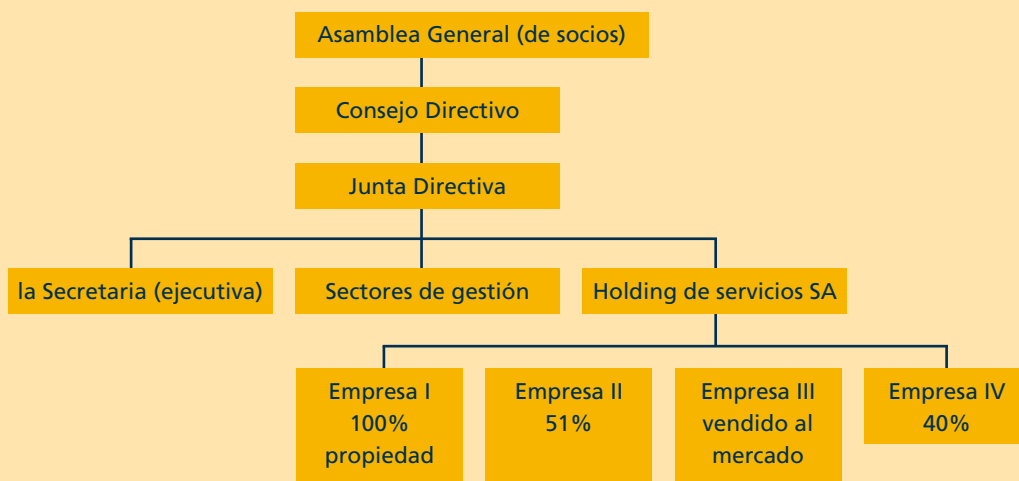 Asamblea General (de socios)
Consejo Directivo
Junta Directiva
la Secretaria (ejecutiva)
Sectores de gestión
Holding de servicios SA
Empresa I
100%
propiedad
Empresa II
51%
Empresa III
vendido al
mercado
Empresa IV
40%